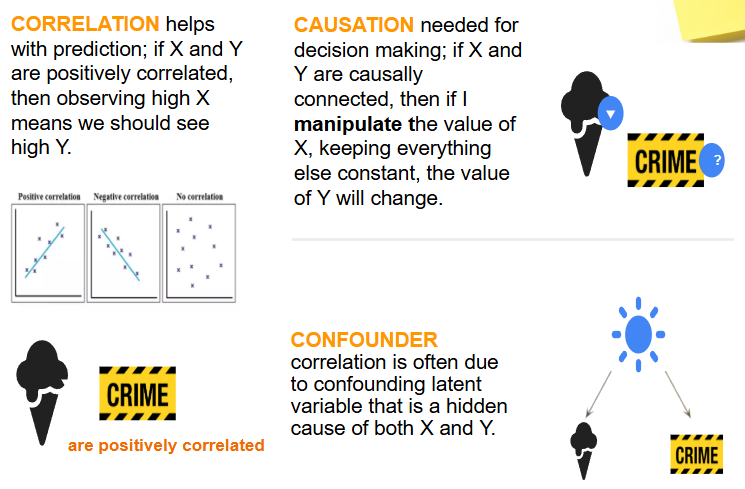 CORRELATION helps
with prediction; if X and Y
are positively correlated,
then observing high X
means we should see
high Y.
Positive correlation
Negative correlation
No correlation
CRIME
are positively correlated
CAUSATION needed for
decision making; if X and
Y are causally
connected, then if I
manipulate the value of
X, keeping everything
else constant, the value
of Y will change.
CRIME
?
CONFOUNDER
correlation is often due
to confounding latent
variable that is a hidden
cause of both X and Y.
CRIME